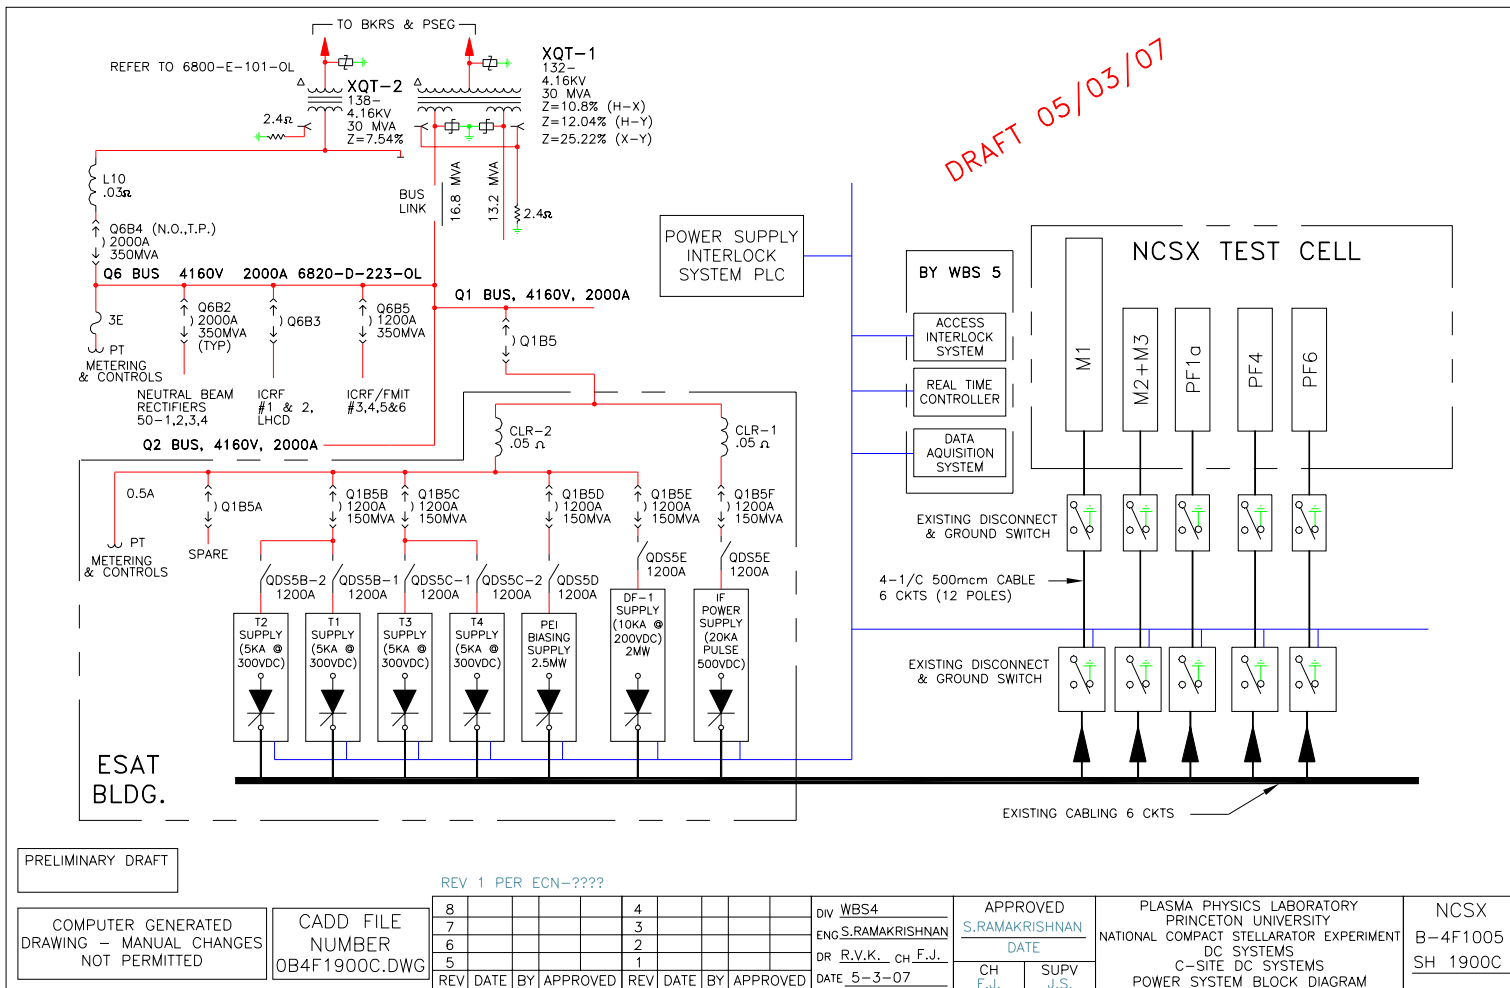 TO BKRS & PSEG
REFER TO 6800-E-101-OL
XQT-2
138-
4.16KV
30 MVA
Z=7.54%
2.4Ω
XQT-1
132-
4.16KV
30 MVA
Z=10.8% (H-X)
Z=12.04% (H-Y)
Z=25.22% (X-Y)
DRAFT 05/03/07
L10
.03Ω
BUS
LINK
16.8 MVA
13.2 MVA
2.4Ω
Q6B4 (N.O.,T.P.)
2000A
350MVA
Q6 BUS 4160V 2000A 6820-D-223-OL
Q1 BUS, 4160V, 2000A
3E
PT
METERING
& CONTROLS
Q6B2
2000A
350MVA
(TYP)
Q6B3
Q6B5
1200A
350MVA
Q1B5
NEUTRAL BEAM
RECTIFIERS
50-1,2,3,4
ICRF
#1 & 2,
LHCD
ICRF/FMIT
#3,4,5&6
Q2 BUS, 4160V, 2000A
POWER SUPPLY
INTERLOCK
SYSTEM PLC
BY WBS 5
ACCESS
INTERLOCK
SYSTEM
REAL TIME
CONTROLLER
DATA
AQUISITION
SYSTEM
NCSX TEST CELL
M1
M2+M3
PF1a
PF4
PF6
CLR-2
.05 Ω
CLR-1
.05 Ω
0.5A
PT
METERING
& CONTROLS
Q1B5A
SPARE
Q1B5B
1200A
150MVA
Q1B5C
1200A
150MVA
Q1B5D
1200A
150MVA
Q1B5E
1200A
150MVA
Q1B5F
1200A
150MVA
QDS5B-2
1200A
QDS5B-1
1200A
QDS5C-1
1200A
QDS5C-2
1200A
QDS5D
1200A
QDS5E
1200A
QDS5E
1200A
T2
SUPPLY
(5KA @
300VDC)
T1
SUPPLY
(5KA @
300VDC)
T3
SUPPLY
(5KA @
300VDC)
T4
SUPPLY
(5KA @
300VDC)
PEI
BIASING
SUPPLY
2.5MW
DF-1
SUPPLY
(10KA @
200VDC)
2MW
IF
POWER
SUPPLY
(20KA
PULSE
500VDC)
EXISTING DISCONNECT
& GROUND SWITCH
4-1/C 500mcm CABLE
6 CKTS (12 POLES)
EXISTING DISCONNECT
& GROUND SWITCH
ESAT
BLDG.
EXISTING CABLING 6 CKTS
PRELIMINARY DRAFT
REV 1 PER ECN-????
COMPUTER GENERATED
DRAWING - MANUAL CHANGES
NOT PERMITTED
CADD FILE
NUMBER
0B4F1900C.DWG
8 4
7 3
6 2
5 1
REV DATE BY APPROVED REV DATE BY APPROVED
DIV WBS4
ENG S.RAMAKRISHNAN
DR R.V.K. CH F.J.
DATE 5-3-07
APPROVED
S.RAMAKRISHNAN
DATE
CH SUPV
F.J. J.S.
PLASMA PHYSICS LABORATORY
PRINCETON UNIVERSITY
NATIONAL COMPACT STELLARATOR EXPERIMENT
DC SYSTEMS
C-SITE DC SYSTEMS
POWER SYSTEM BLOCK DIAGRAM
NCSX
B-4F1005
SH 1900C